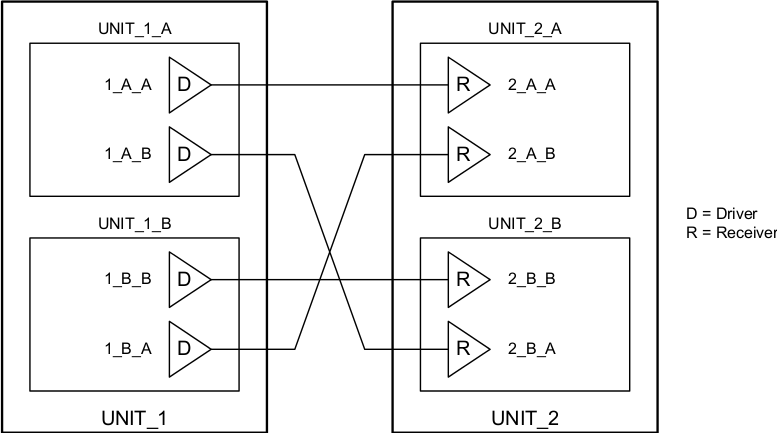 UNIT_1_A
1_A_A
D
1_A_B
D
UNIT_1_B
1_B_B
D
1_B_A
D
UNIT_1
UNIT_2_A
R
2_A_A
R
2_A_B
UNIT_2_B
R
2_B_B
R
2_B_A
UNIT_2
D = Driver
R = Receiver